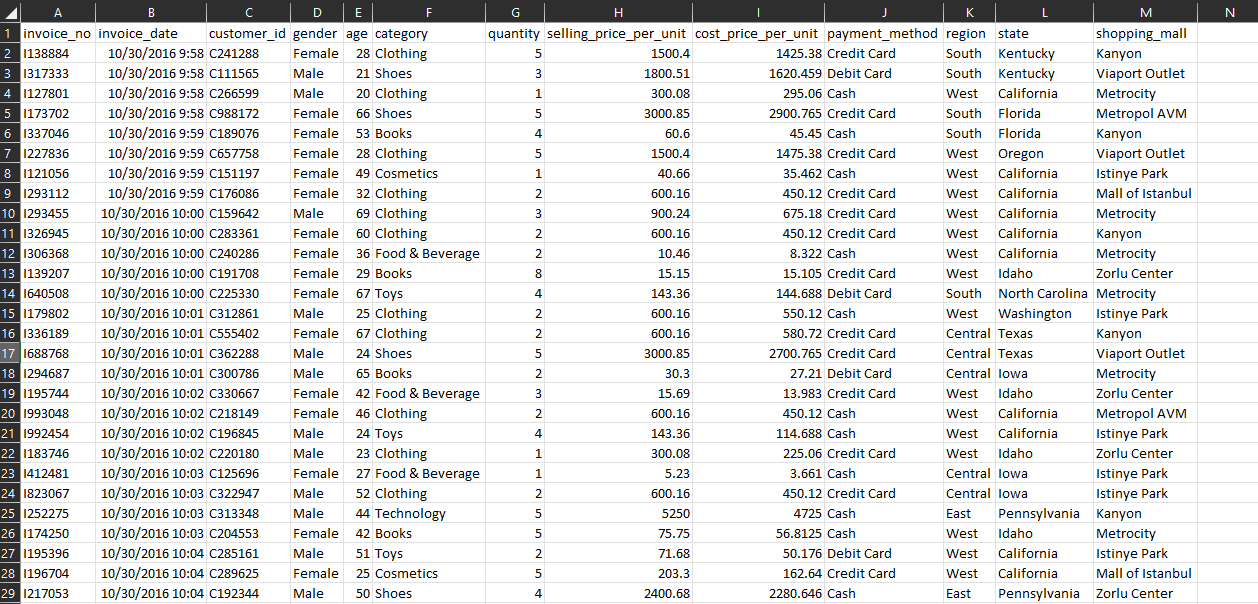 A B C D E F G H I J K L M N
1 invoice_no invoice_date customer_id gender age category quantity selling_price_per_unit cost_price_per_unit payment_method region state shopping_mall
2 I138884 10/30/2016 9:58 C241288 Female 28 Clothing 5 1500.4 1425.38 Credit Card South Kentucky Kanyon
3 I317333 10/30/2016 9:58 C111565 Male 21 Shoes 3 1800.51 1620.459 Debit Card South Kentucky Viaport Outlet
4 I127801 10/30/2016 9:58 C266599 Male 20 Clothing 1 300.08 295.06 Cash West California Metrocity
5 I173702 10/30/2016 9:58 C988172 Female 66 Shoes 5 3000.85 2900.765 Credit Card South Florida Metropol AVM
6 I337046 10/30/2016 9:59 C189076 Female 53 Books 4 60.6 45.45 Cash South Florida Kanyon
7 I227836 10/30/2016 9:59 C657758 Female 28 Clothing 5 1500.4 1475.38 Credit Card West Oregon Viaport Outlet
8 I121056 10/30/2016 9:59 C151197 Female 49 Cosmetics 1 40.66 35.462 Cash West California Istinye Park
9 I293112 10/30/2016 9:59 C176086 Female 32 Clothing 2 600.16 450.12 Credit Card West California Mall of Istanbul
10 I293455 10/30/2016 10:00 C159642 Male 69 Clothing 3 900.24 675.18 Credit Card West California Metrocity
11 I326945 10/30/2016 10:00 C283361 Female 60 Clothing 2 600.16 450.12 Credit Card West California Kanyon
12 I306368 10/30/2016 10:00 C240286 Female 36 Food & Beverage 2 10.46 8.322 Cash West California Metrocity
13 I139207 10/30/2016 10:00 C191708 Female 29 Books 8 15.15 15.105 Credit Card West Idaho Zorlu Center
14 I640508 10/30/2016 10:00 C225330 Female 67 Toys 4 143.36 144.688 Debit Card South North Carolina Metrocity
15 I179802 10/30/2016 10:01 C312861 Male 25 Clothing 2 600.16 550.12 Cash West Washington Istinye Park
16 I336189 10/30/2016 10:01 C555402 Female 67 Clothing 2 600.16 580.72 Credit Card Central Texas Kanyon
17 I688768 10/30/2016 10:01 C362288 Male 24 Shoes 5 3000.85 2700.765 Credit Card Central Texas Viaport Outlet
18 I294687 10/30/2016 10:01 C300786 Male 65 Books 2 30.3 27.21 Debit Card Central Iowa Metrocity
19 I195744 10/30/2016 10:02 C330667 Female 42 Food & Beverage 3 15.69 13.983 Credit Card West Idaho Zorlu Center
20 I993048 10/30/2016 10:02 C218149 Female 46 Clothing 2 600.16 450.12 Cash West California Metropol AVM
21 I992454 10/30/2016 10:02 C196845 Male 24 Toys 4 143.36 114.688 Cash West California Istinye Park
22 I183746 10/30/2016 10:02 C220180 Male 23 Clothing 1 300.08 225.06 Credit Card West Idaho Zorlu Center
23 I412481 10/30/2016 10:03 C125696 Female 27 Food & Beverage 1 5.23 3.661 Cash Central Iowa Istinye Park
24 I823067 10/30/2016 10:03 C322947 Male 52 Clothing 2 600.16 450.12 Credit Card Central Iowa Istinye Park
25 I252275 10/30/2016 10:03 C313348 Male 44 Technology 5 5250 4725 Cash East Pennsylvania Kanyon
26 I174250 10/30/2016 10:03 C204553 Female 42 Books 5 75.75 56.8125 Cash West Idaho Metrocity
27 I195396 10/30/2016 10:04 C285161 Male 51 Toys 2 71.68 50.176 Debit Card West California Istinye Park
28 I196704 10/30/2016 10:04 C289625 Female 25 Cosmetics 5 203.3 162.64 Credit Card West California Mall of Istanbul
29 I217053 10/30/2016 10:04 C192344 Male 50 Shoes 4 2400.68 2280.646 Cash East Pennsylvania Zorlu Center